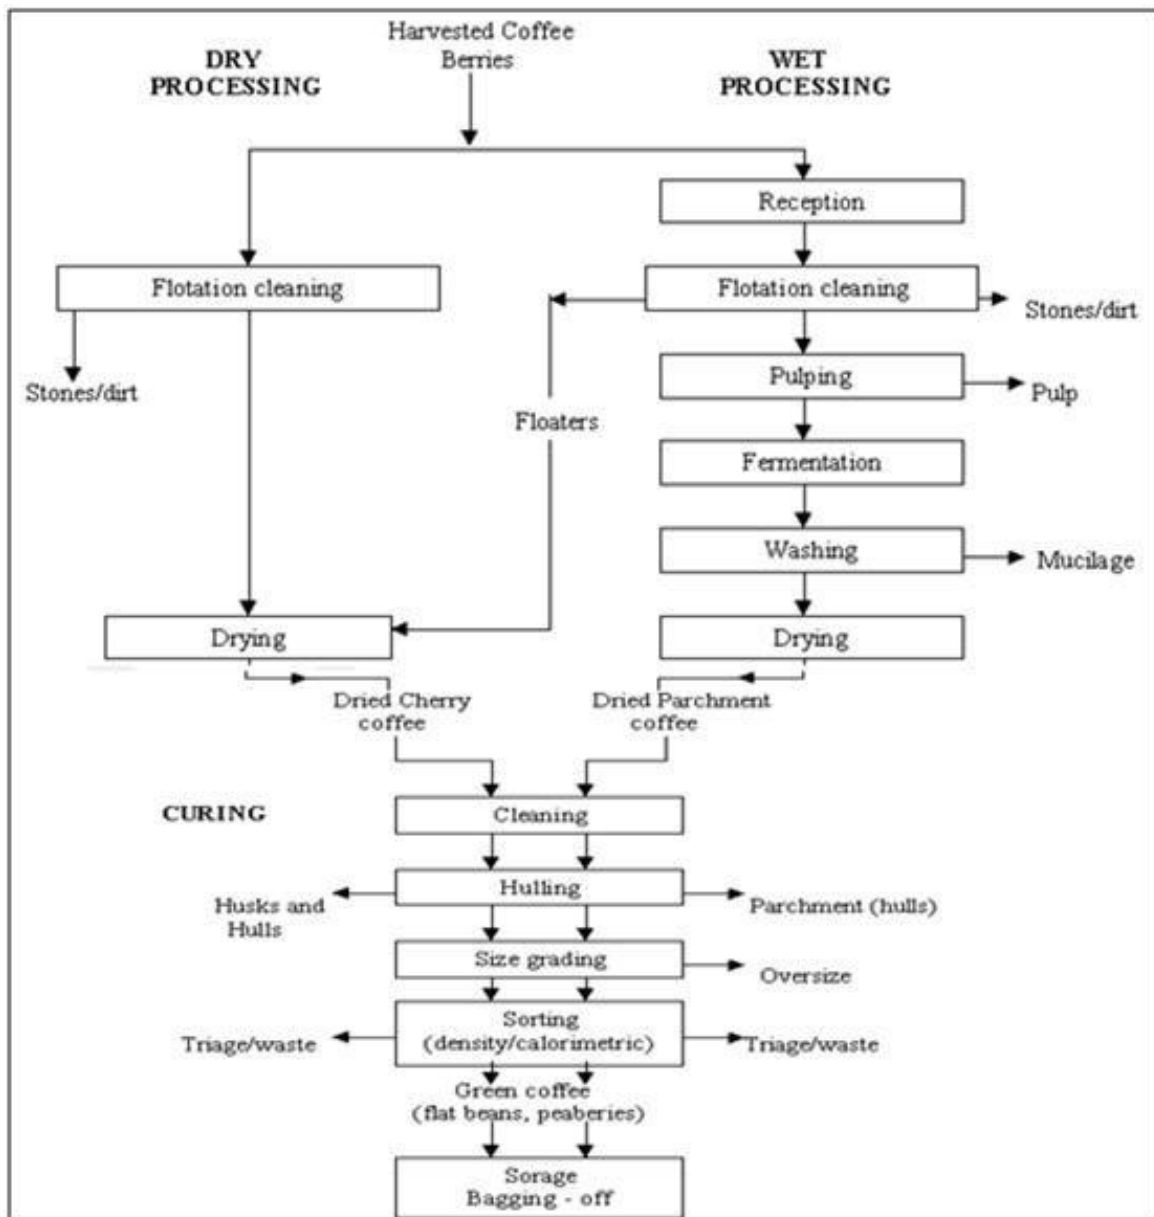 Harvested Coffee
Berries
DRY
PROCESSING
WET
PROCESSING
Reception
Flotation cleaning
Flotation cleaning
Stones/dirt
Stones/dirt
Pulping
Pulp
Floaters
Fermentation
Washing
Mucilage
Drying
Drying
Dried Cherry
coffee
Dried Parchment
coffee
CURING
Cleaning
Hulling
Husks and
Hulls
Parchment (hulls)
Size grading
Oversize
Sorting
(density/calorimetric)
Triage/waste
Triage/waste
Green coffee
(flat beans, peaberies)
Sorage
Bagging - off